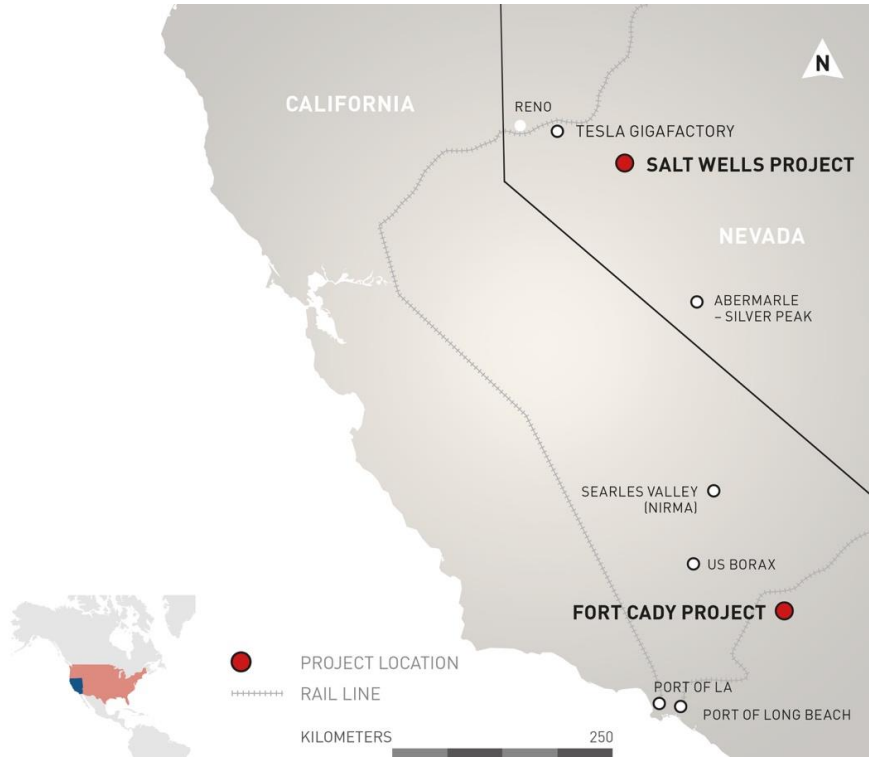 N
CALIFORNIA
RENO
TESLA GIGAFACTORY
SALT WELLS PROJECT
NEVADA
ABERMARLE
– SILVER PEAK
SEARLES VALLEY
(NIRMA)
US BORAX
FORT CADY PROJECT
PROJECT LOCATION
RAIL LINE
PORT OF LA
PORT OF LONG BEACH
KILOMETERS
250